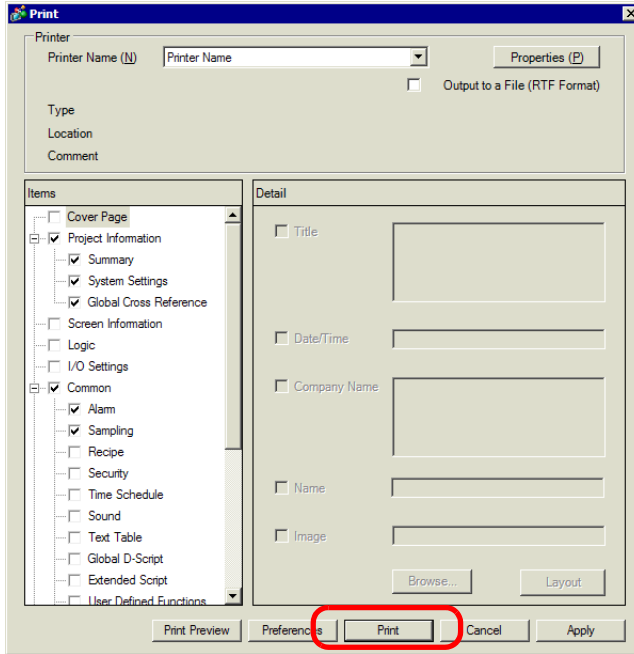 Print
Printer
Printer Name (N)
Printer Name
Properties (P)
Output to a File (RTF Format)
Type
Location
Comment
Items
Cover Page
Project Information
Summary
System Settings
Global Cross Reference
Screen Information
Logic
I/O Settings
Common
Alarm
Sampling
Recipe
Security
Time Schedule
Sound
Text Table
Global D-Script
Extended Script
User Defined Functions
Detail
Title
Date/Time
Company Name
Name
Image
Browse...
Layout
Print Preview
Preferences
Print
Cancel
Apply